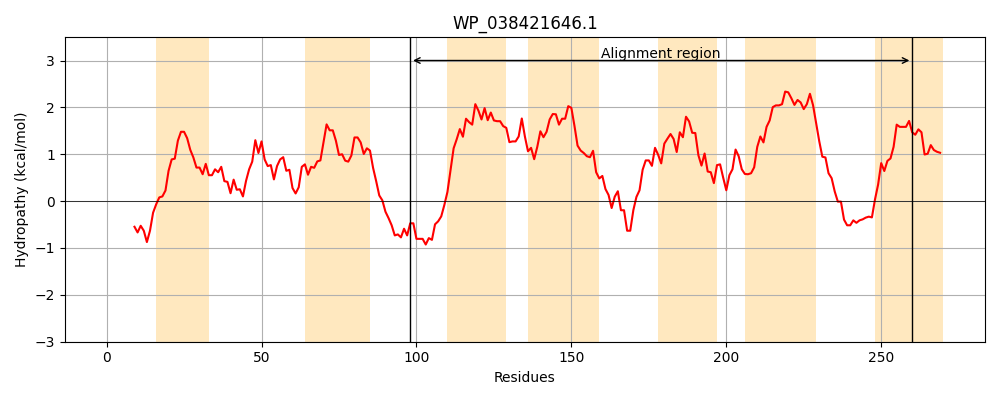 WP_038421646.1
Alignment region
Hydropathy (kcal/mol)
3
2
1
0
−1
−2
−3
0 50 100 150 200 250
Residues